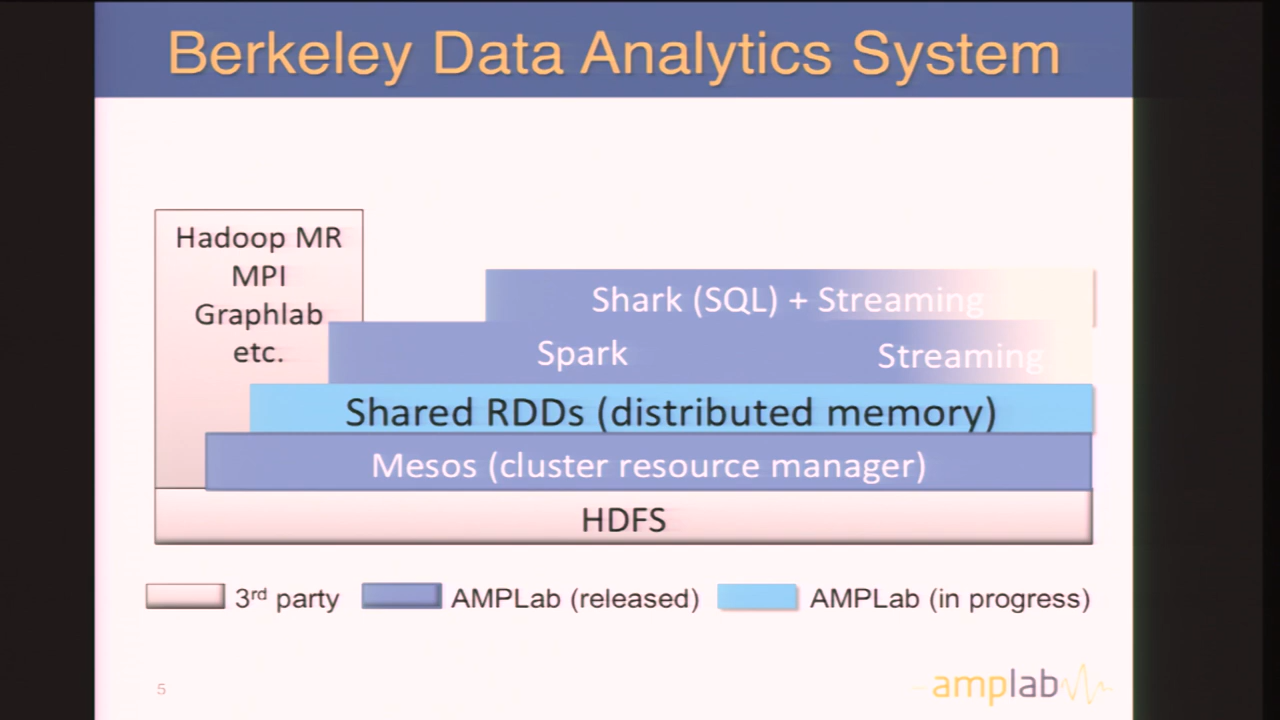 Berkeley Data Analytics System
Hadoop MR
MPI
Graphlab
etc.
Shark (SQL) + Streaming
Spark
Streaming
Shared RDDs (distributed memory)
Mesos (cluster resource manager)
HDFS
3rd party
AMPLab (released)
AMPLab (in progress)
5
amplab